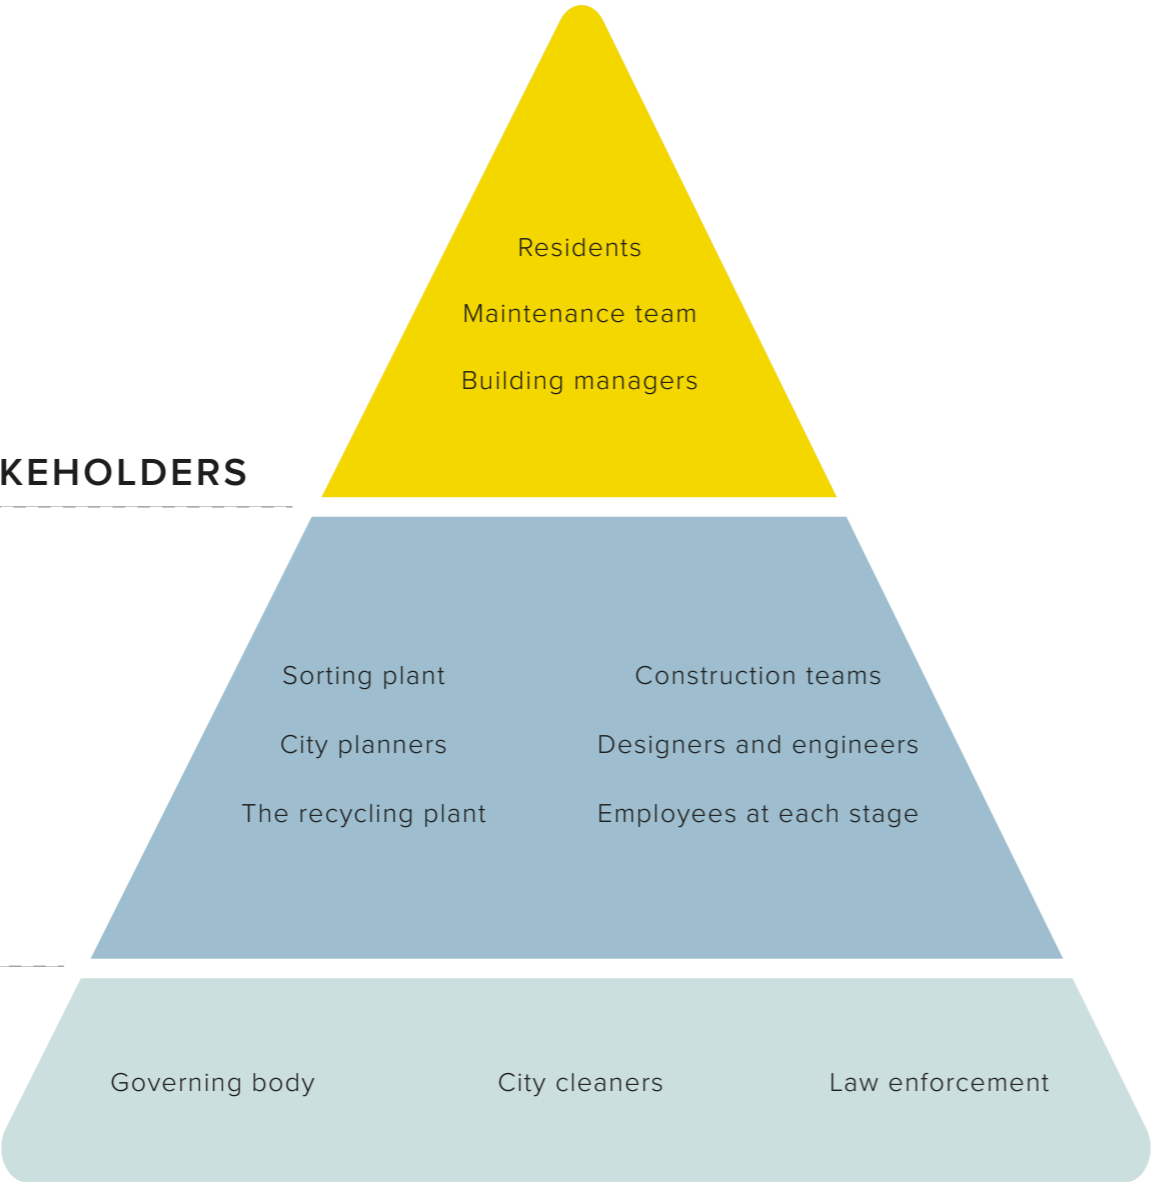 Residents
Maintenance team
Building managers
KEHOLDERS
Sorting plant
City planners
The recycling plant
Construction teams
Designers and engineers
Employees at each stage
Governing body
City cleaners
Law enforcement